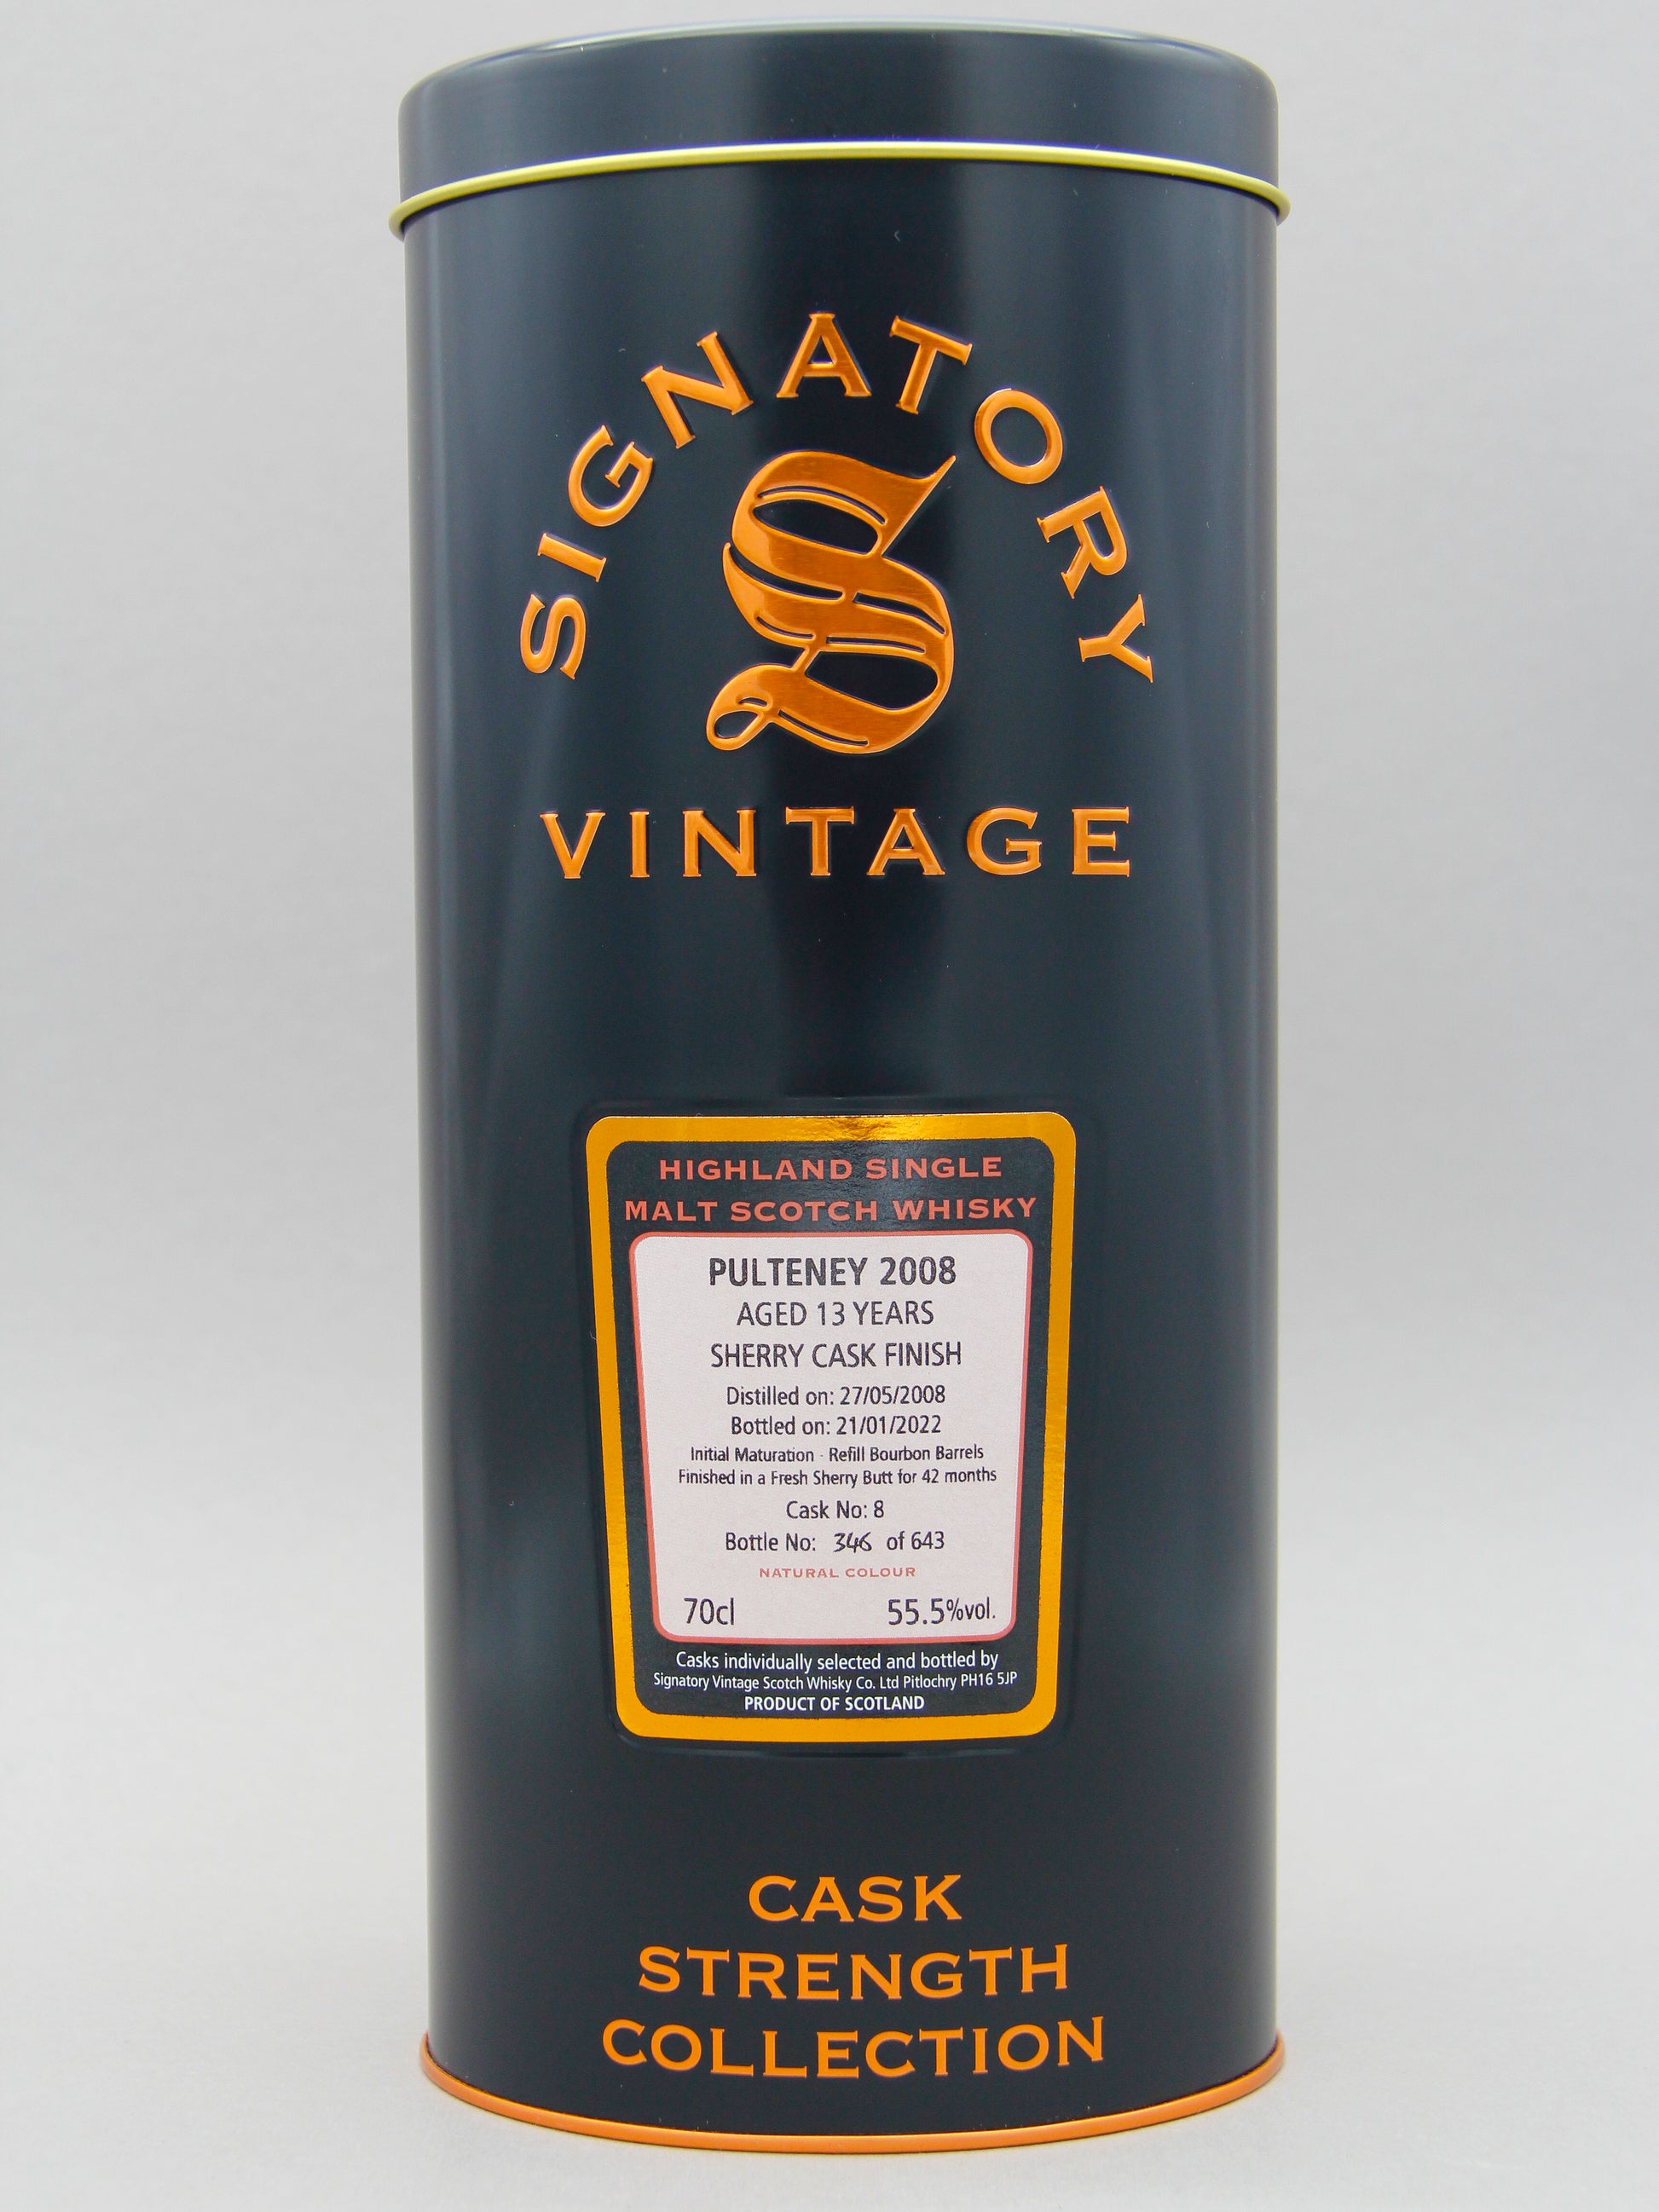 SIGNATORY
S
VINTAGE
HIGHLAND SINGLE
MALT SCOTCH WHISKY
PULTENEY 2008
AGED 13 YEARS
SHERRY CASK FINISH
Distilled on: 27/05/2008
Bottled on: 21/01/2022
Initial Maturation - Refill Bourbon Barrels
Finished in a Fresh Sherry Butt for 42 months
Cask No: 8
Bottle No: 346 of 643
NATURAL COLOUR
70cl 55.5%vol.
Casks individually selected and bottled by
Signatory Vintage Scotch Whisky Co. Ltd Pitlochry PH16 5JP
PRODUCT OF SCOTLAND
CASK
STRENGTH
COLLECTION